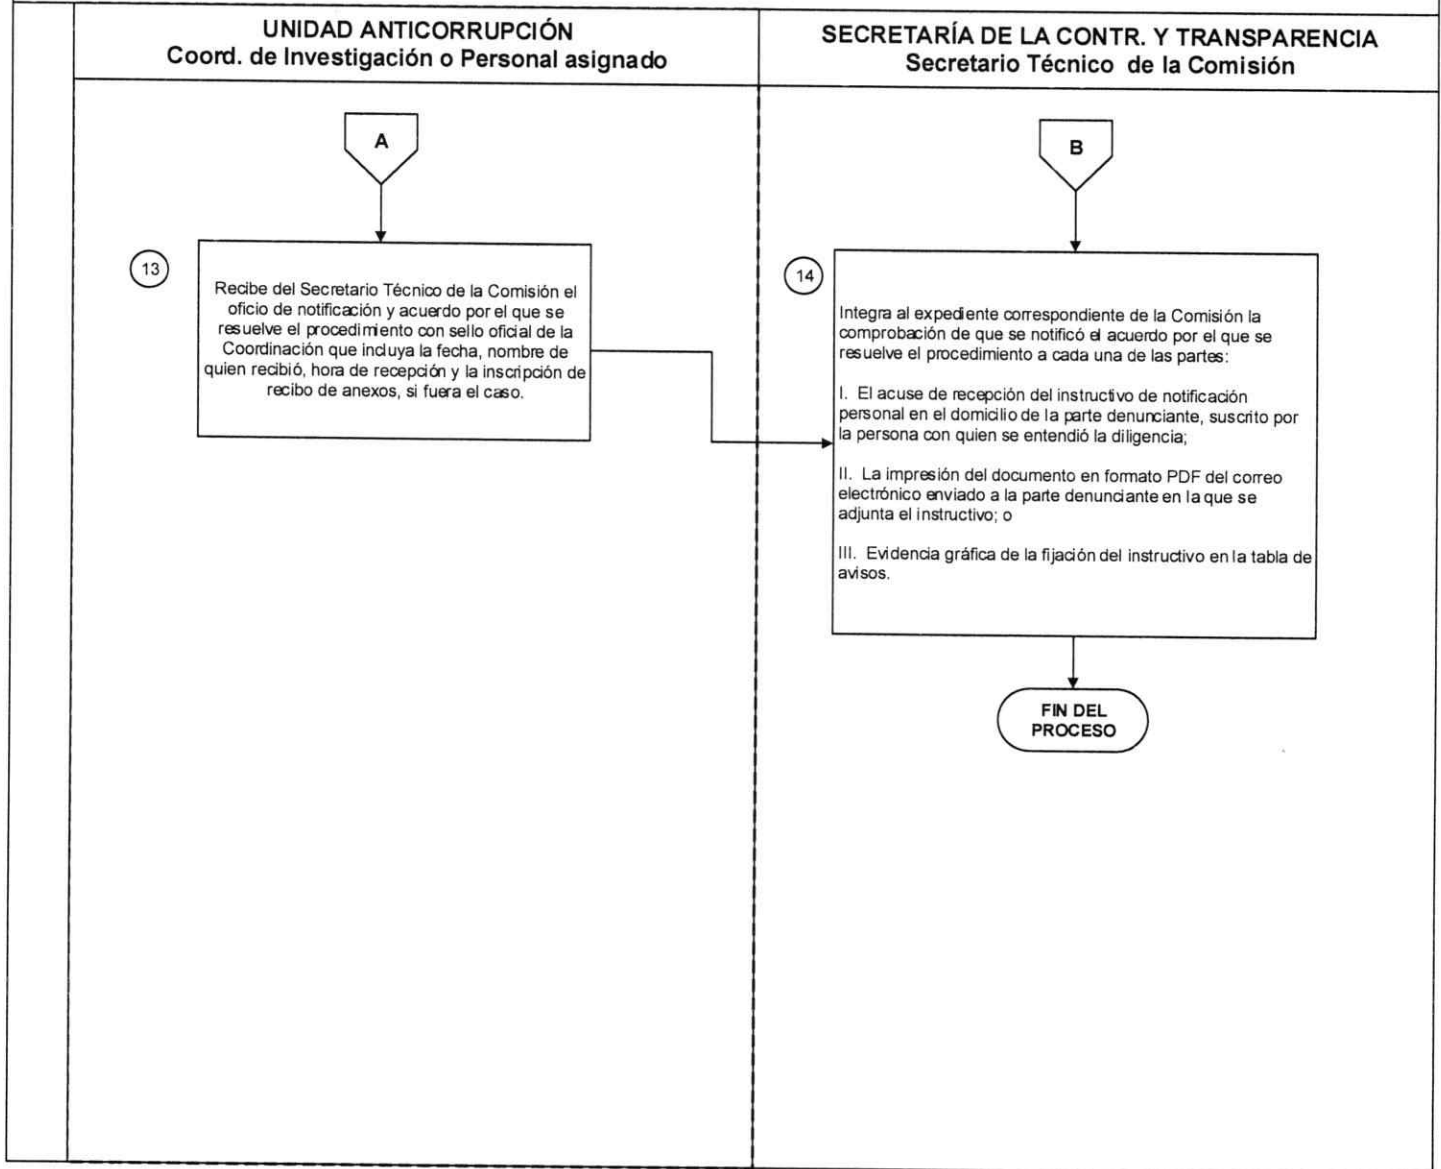 UNIDAD ANTICORRUPCIÓN
Coord. de Investigación o Personal asignado
SECRETARÍA DE LA CONTR. Y TRANSPARENCIA
Secretario Técnico de la Comisión
A
13
Recibe del Secretario Técnico de la Comisión el
oficio de notificación y acuerdo por el que se
resuelve el procedimiento con sello oficial de la
Coordinación que incluya la fecha, nombre de
quien recibió, hora de recepción y la inscripción de
recibo de anexos, si fuera el caso.
B
14
Integra al expediente correspondiente de la Comisión la
comprobación de que se notificó el acuerdo por el que se
resuelve el procedimiento a cada una de las partes:
I. El acuse de recepción del instructivo de notificación
personal en el domicilio de la parte denunciante, suscrito por
la persona con quien se entendió la diligencia;
II. La impresión del documento en formato PDF del correo
electrónico enviado a la parte denunciante en la que se
adjunta el instructivo; o
III. Evidencia gráfica de la fijación del instructivo en la tabla de
avisos.
FIN DEL
PROCESO